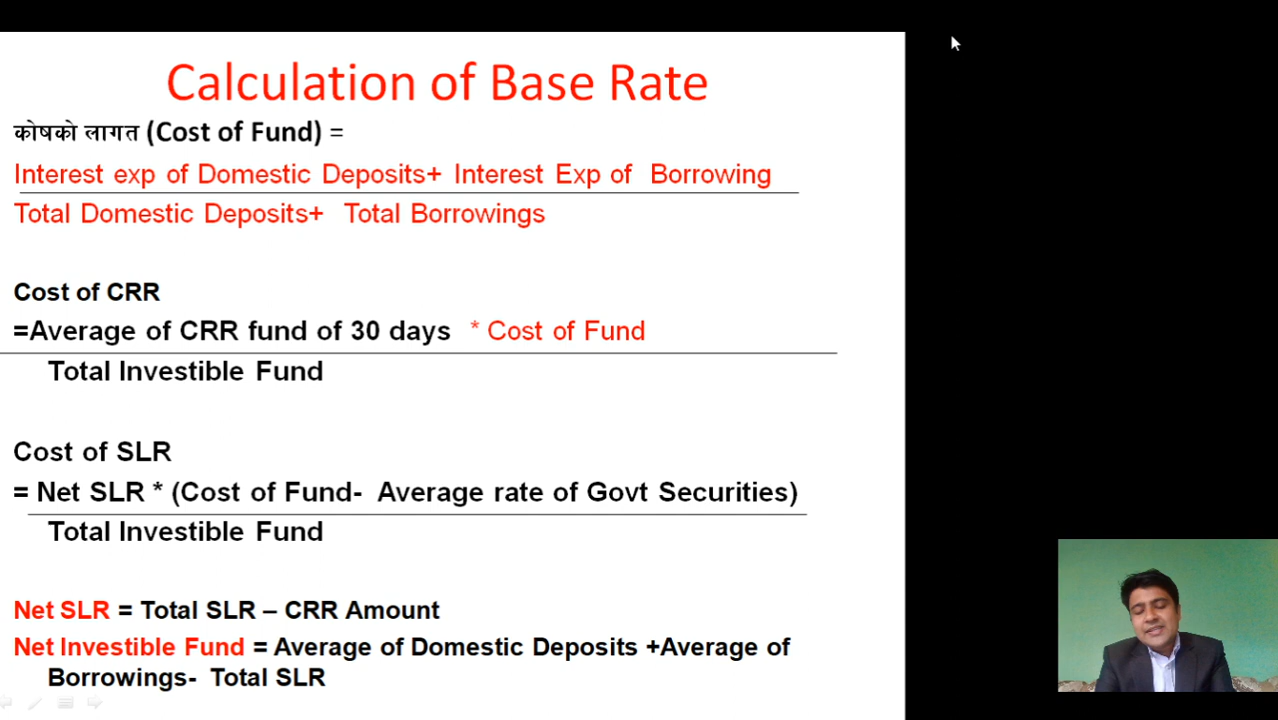 Calculation of Base Rate
कोषको लागत (Cost of Fund) =
Interest exp of Domestic Deposits+ Interest Exp of Borrowing
Total Domestic Deposits+ Total Borrowings
Cost of CRR
=Average of CRR fund of 30 days * Cost of Fund
Total Investible Fund
Cost of SLR
= Net SLR * (Cost of Fund- Average rate of Govt Securities)
Total Investible Fund
Net SLR = Total SLR – CRR Amount
Net Investible Fund = Average of Domestic Deposits +Average of
Borrowings- Total SLR